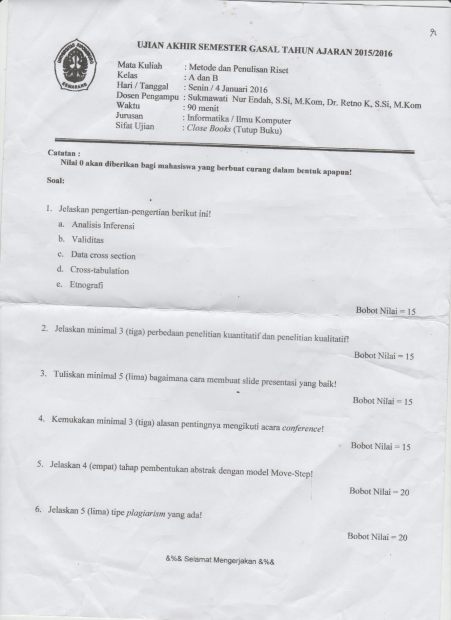 UJIAN AKHIR SEMESTER GASAL TAHUN AJARAN 2015/2016
Mata Kuliah : Metode dan Penulisan Riset
Kelas : A dan B
Hari / Tanggal : Senin / 4 Januari 2016
Dosen Pengampu : Sukmawati Nur Endah, S.Si, M.Kom, Dr. Retno K, S.Si, M.Kom
Waktu : 90 menit
Jurusan : Informatika / Ilmu Komputer
Sifat Ujian : Close Books (Tutup Buku)
SEMARANG
Catatan :
Nilai 0 akan diberikan bagi mahasiswa yang berbuat curang dalam bentuk apapun!
Soal:
1. Jelaskan pengertian-pengertian berikut ini!
a. Analisis Inferensi
b. Validitas
c. Data cross section
d. Cross-tabulation
e. Etnografi
Bobot Nilai = 15
2. Jelaskan minimal 3 (tiga) perbedaan penelitian kuantitatif dan penelitian kualitatif!
Bobot Nilai = 15
3. Tuliskan minimal 5 (lima) bagaimana cara membuat slide presentasi yang baik!
Bobot Nilai = 15
4. Kemukakan minimal 3 (tiga) alasan pentingnya mengikuti acara conference!
Bobot Nilai = 15
5. Jelaskan 4 (empat) tahap pembentukan abstrak dengan model Move-Step!
Bobot Nilai = 20
6. Jelaskan 5 (lima) tipe plagiarism yang ada!
Bobot Nilai = 20
&%& Selamat Mengerjakan &%&